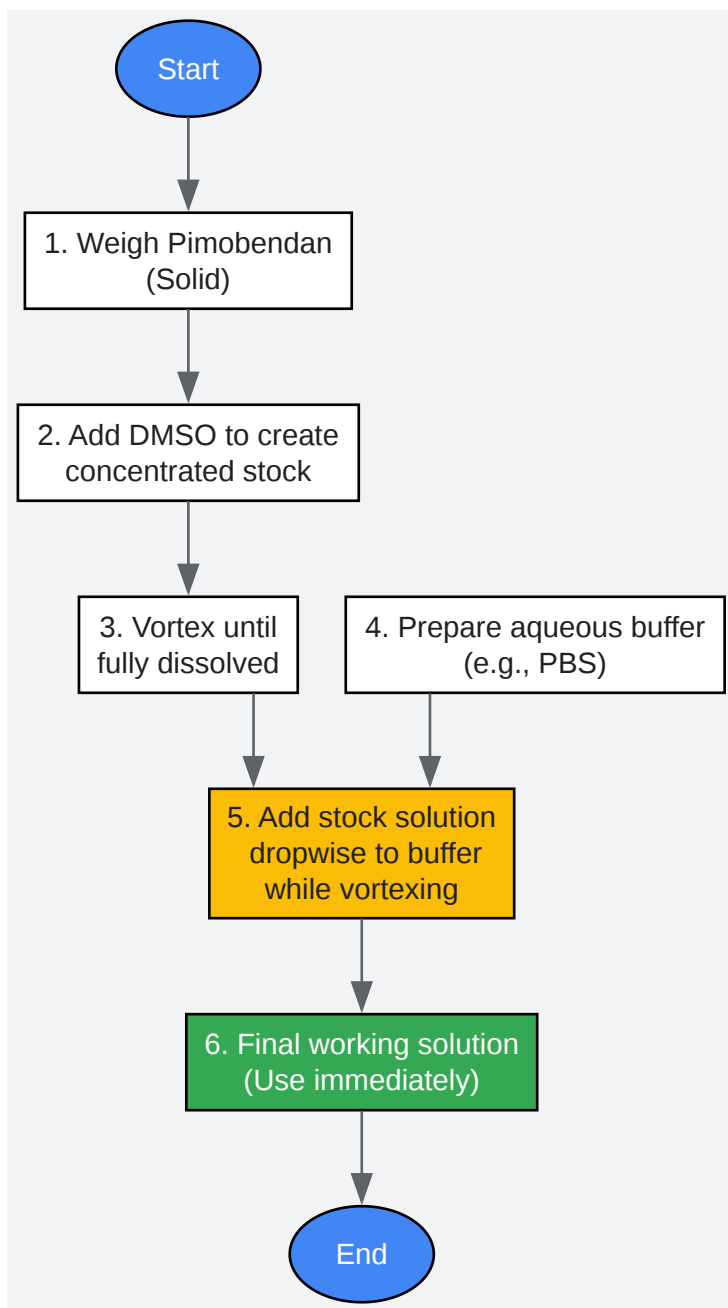 Start
1. Weigh Pimobendan
(Solid)
2. Add DMSO to create
concentrated stock
3. Vortex until
fully dissolved
4. Prepare aqueous buffer
(e.g., PBS)
5. Add stock solution
dropwise to buffer
while vortexing
6. Final working solution
(Use immediately)
End